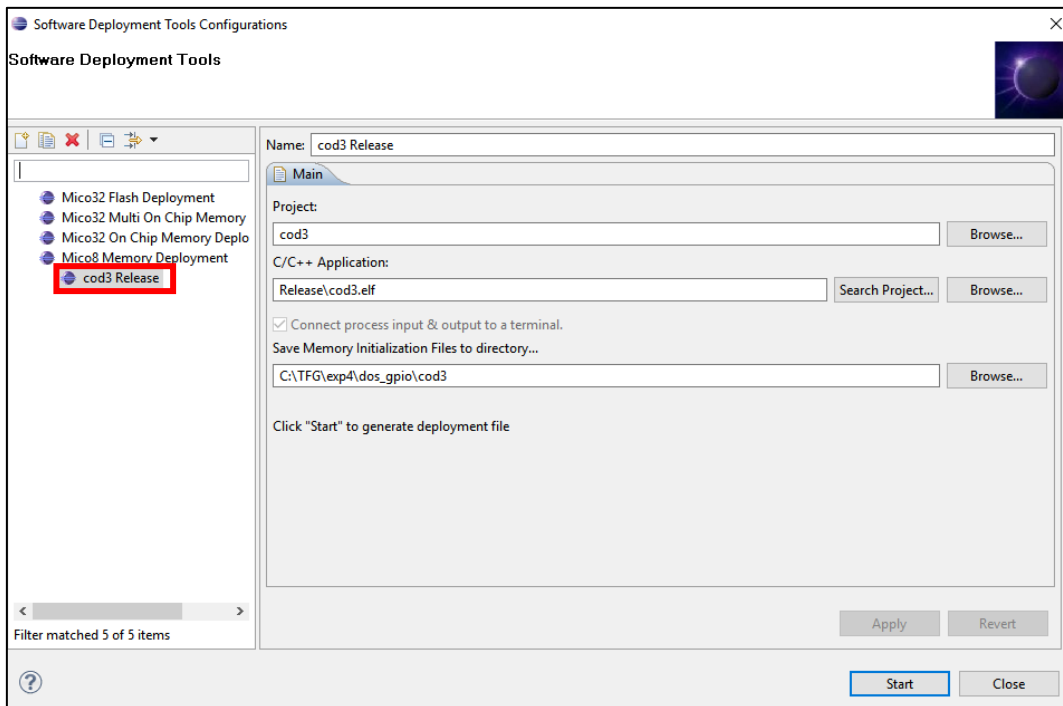 Software Deployment Tools Configurations
Software Deployment Tools
Name: cod3 Release
Main
Mico32 Flash Deployment
Mico32 Multi On Chip Memory
Mico32 On Chip Memory Deplo
Mico8 Memory Deployment
cod3 Release
Project:
cod3 Browse...
C/C++ Application:
Release\cod3.elf Search Project... Browse...
Connect process input & output to a terminal.
Save Memory Initialization Files to directory...
C:\TFG\exp4\dos_gpio\cod3 Browse...
Click "Start" to generate deployment file
Filter matched 5 of 5 items
Apply Revert
? Start Close